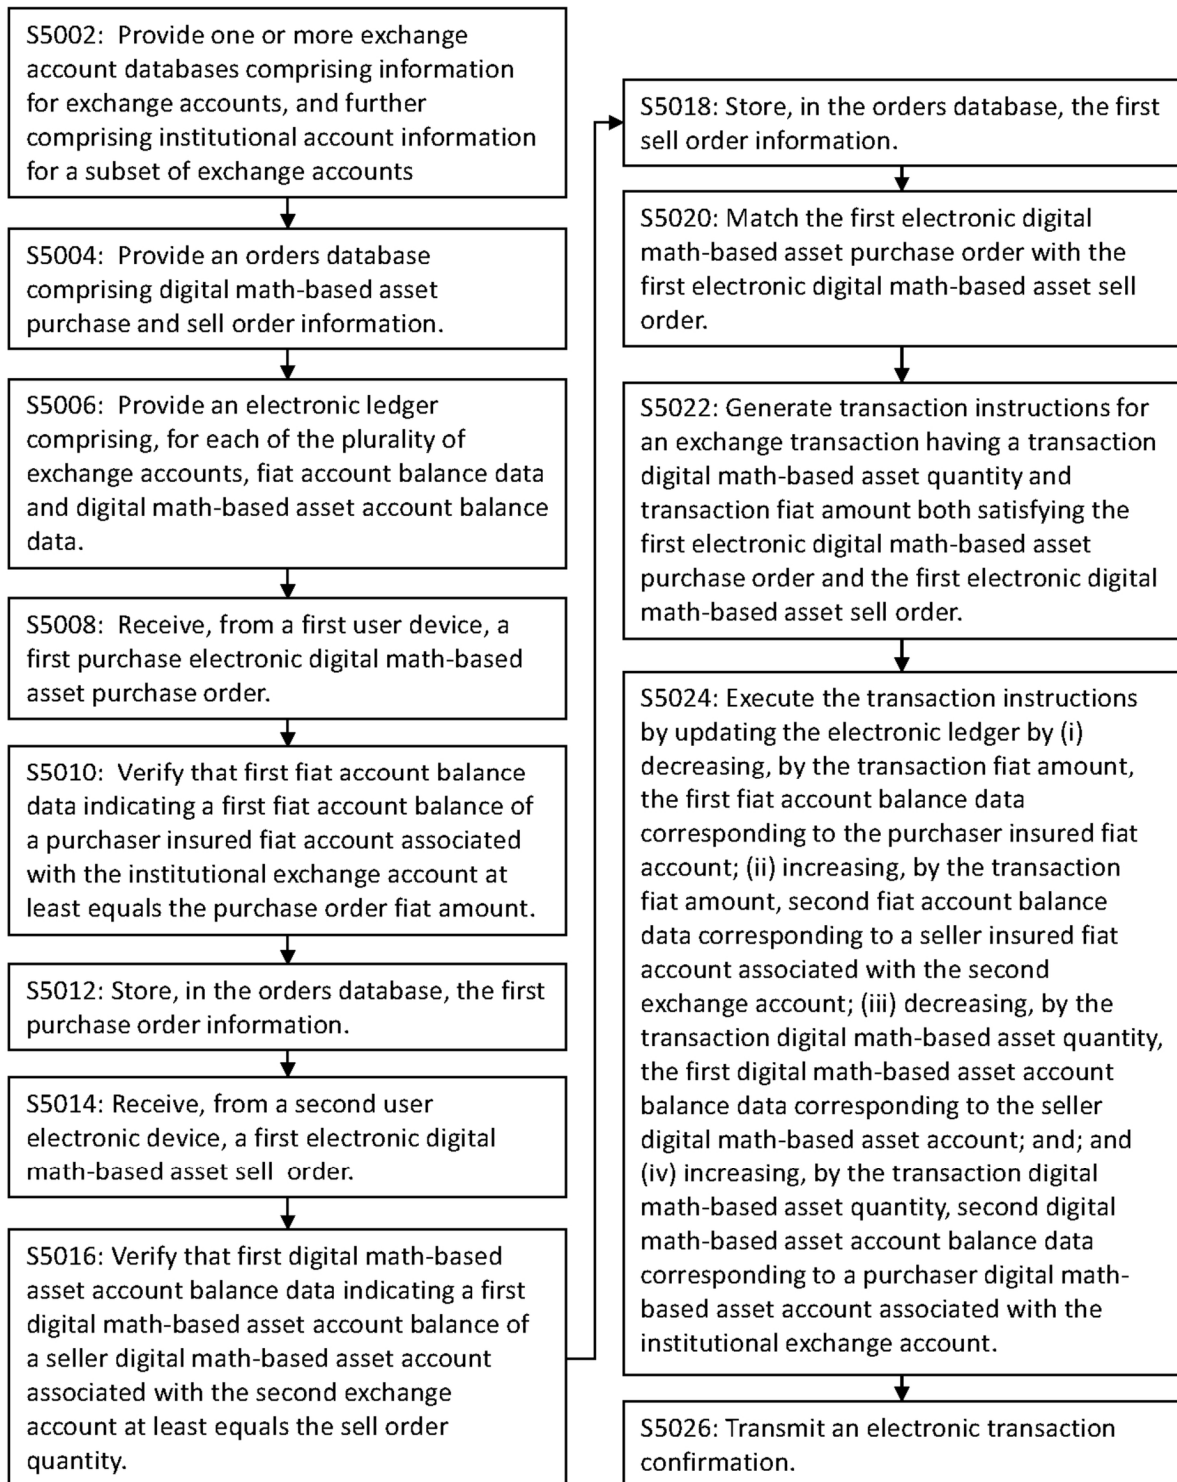 S5002: Provide one or more exchange
account databases comprising information
for exchange accounts, and further
comprising institutional account information
for a subset of exchange accounts
S5004: Provide an orders database
comprising digital math-based asset
purchase and sell order information.
S5006: Provide an electronic ledger
comprising, for each of the plurality of
exchange accounts, fiat account balance data
and digital math-based asset account balance
data.
S5008: Receive, from a first user device, a
first purchase electronic digital math-based
asset purchase order.
S5010: Verify that first fiat account balance
data indicating a first fiat account balance of
a purchaser insured fiat account associated
with the institutional exchange account at
least equals the purchase order fiat amount.
S5012: Store, in the orders database, the first
purchase order information.
S5014: Receive, from a second user
electronic device, a first electronic digital
math-based asset sell order.
S5016: Verify that first digital math-based
asset account balance data indicating a first
digital math-based asset account balance of
a seller digital math-based asset account
associated with the second exchange
account at least equals the sell order
quantity.
S5018: Store, in the orders database, the first
sell order information.
S5020: Match the first electronic digital
math-based asset purchase order with the
first electronic digital math-based asset sell
order.
S5022: Generate transaction instructions for
an exchange transaction having a transaction
digital math-based asset quantity and
transaction fiat amount both satisfying the
first electronic digital math-based asset
purchase order and the first electronic digital
math-based asset sell order.
S5024: Execute the transaction instructions
by updating the electronic ledger by (i)
decreasing, by the transaction fiat amount,
the first fiat account balance data
corresponding to the purchaser insured fiat
account; (ii) increasing, by the transaction
fiat amount, second fiat account balance
data corresponding to a seller insured fiat
account associated with the second
exchange account; (iii) decreasing, by the
transaction digital math-based asset quantity,
the first digital math-based asset account
balance data corresponding to the seller
digital math-based asset account; and; and
(iv) increasing, by the transaction digital
math-based asset quantity, second digital
math-based asset account balance data
corresponding to a purchaser digital math-
based asset account associated with the
institutional exchange account.
S5026: Transmit an electronic transaction
confirmation.